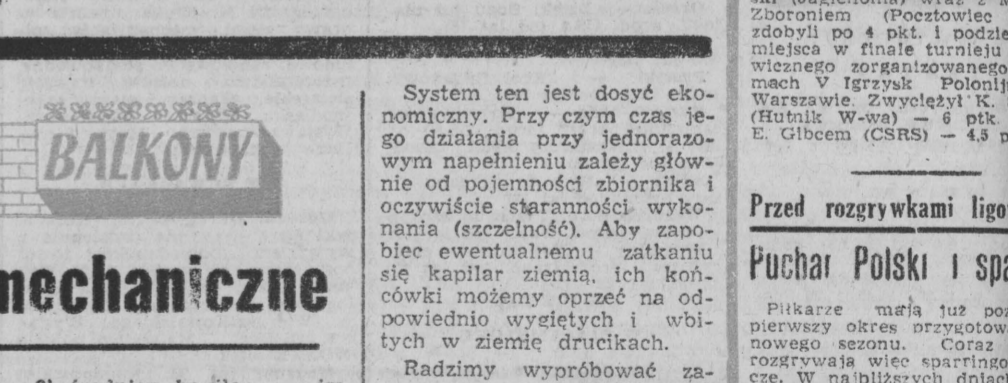 BALKONY
mechaniczne
System ten jest dosyć eko-
nomiczny. Przy czym czas je-
go działania przy jednorazo-
wym napełnieniu zależy głów-
nie od pojemności zbiornika i
oczywiście staranności wyko-
nania (szczelność). Aby zapo-
biec ewentualnemu zatkaniu
się kapilar ziemią, ich koń-
cówki możemy oprzeć na od-
powiednio wygiętych i wbi-
tych w ziemię drucikach.
Radzimy wypróbować za-
Zboroniem (Pocztowiec
zdobyli po 4 pkt. i podzie
miejsca w finale turnieju
wicznego zorganizowanego
mach V Igrzysk Polonij
Warszawie. Zwyciężył K.
(Hutnik W-wa) — 6 ptk.
E. Gibcem (CSRS) — 4,5 p
Przed rozgrywkami ligo
Puchar Polski i spa
Piłkarze mają już poz
pierwszy okres przygotow
nowego sezonu. Coraz
rozgrywają więc sparringo
cze. W najbliższych dniach